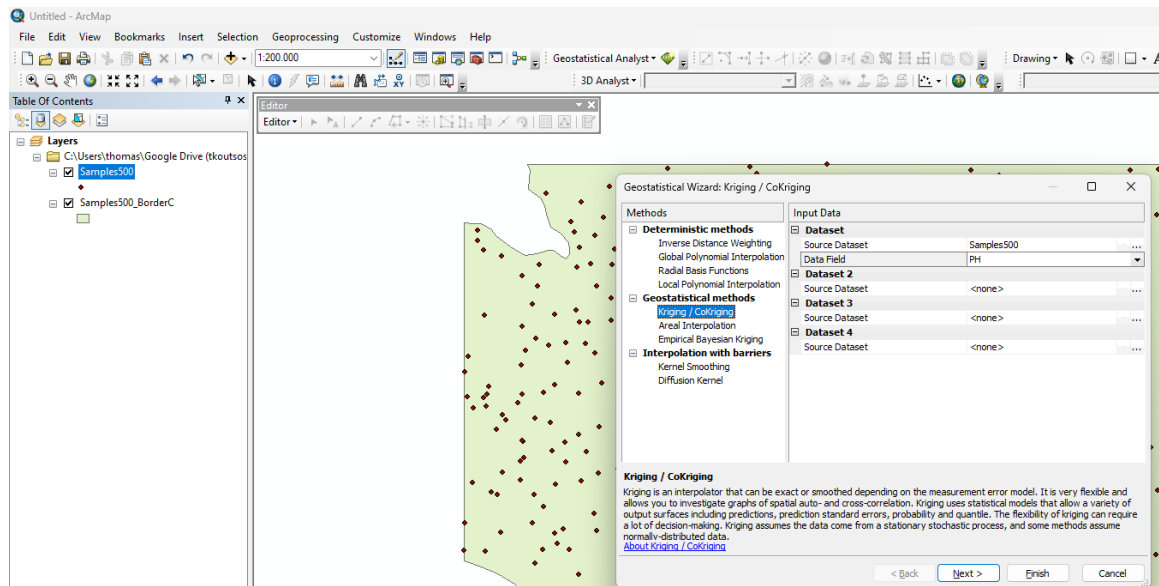 Untitled - ArcMap
File Edit View Bookmarks Insert Selection Geoprocessing Customize Windows Help
1:200.000 Geostatistical Analyst Drawing
3D Analyst
Table Of Contents
Editor
Editor
Layers
C:\Users\thomas\Google Drive (tkoutsos
Samples500
Samples500_BorderC
Geostatistical Wizard: Kriging / CoKriging
Methods
Deterministic methods
Inverse Distance Weighting
Global Polynomial Interpolation
Radial Basis Functions
Local Polynomial Interpolation
Geostatistical methods
Kriging / CoKriging
Areal Interpolation
Empirical Bayesian Kriging
Interpolation with barriers
Kernel Smoothing
Diffusion Kernel
Input Data
Dataset
Source Dataset Samples500 ...
Data Field PH
Dataset 2
Source Dataset <none> ...
Dataset 3
Source Dataset <none> ...
Dataset 4
Source Dataset <none> ...
Kriging / CoKriging
Kriging is an interpolator that can be exact or smoothed depending on the measurement error model. It is very flexible and
allows you to investigate graphs of spatial auto- and cross-correlation. Kriging uses statistical models that allow a variety of
output surfaces including predictions, prediction standard errors, probability and quantile. The flexibility of kriging can require
a lot of decision-making. Kriging assumes the data come from a stationary stochastic process, and some methods assume
normally-distributed data.
About Kriging / CoKriging
< Back Next > Finish Cancel